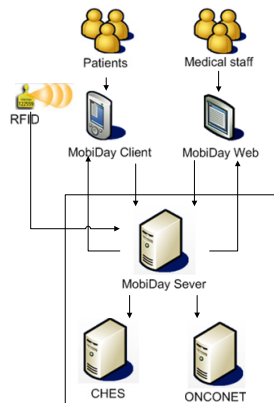 Patients
Medical staff
RFID
MobiDay Client
MobiDay Web
MobiDay Sever
CHES
ONCONET